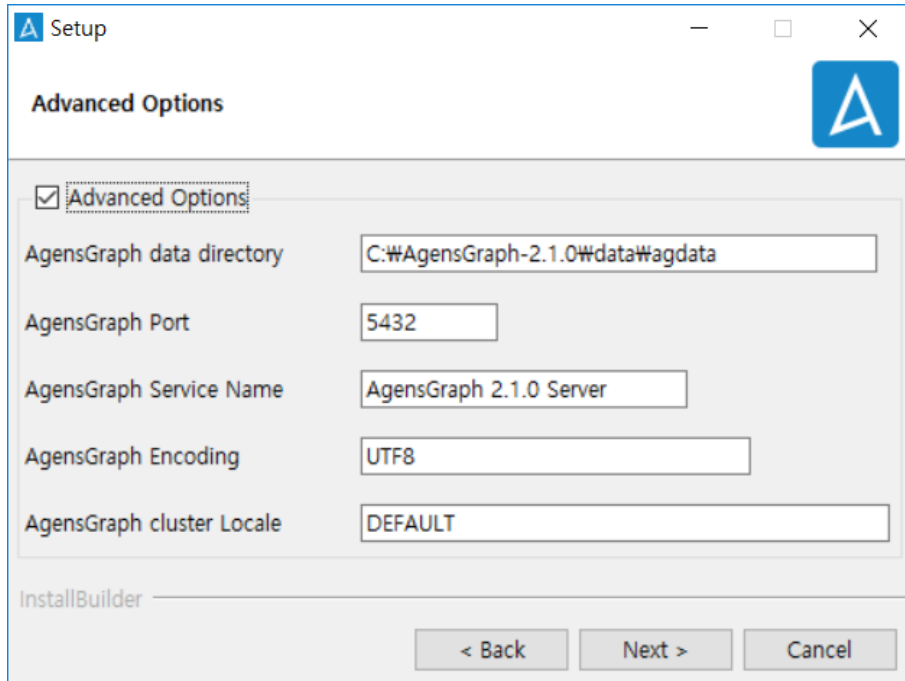 Setup
Advanced Options
Advanced Options
AgensGraph data directory C:₩AgensGraph-2.1.0₩data₩agdata
AgensGraph Port 5432
AgensGraph Service Name AgensGraph 2.1.0 Server
AgensGraph Encoding UTF8
AgensGraph cluster Locale DEFAULT
InstallBuilder
< Back Next > Cancel